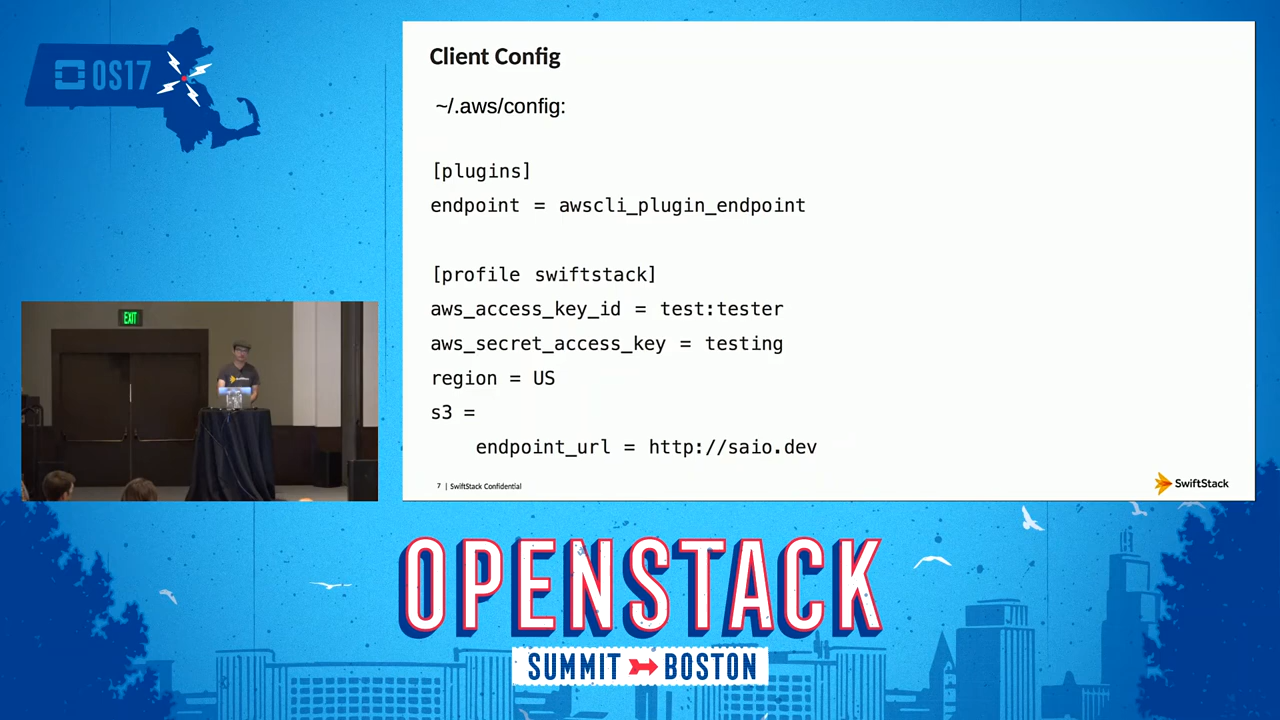 OS17
EXIT
Client Config
~/.aws/config:
[plugins]
endpoint = awscli_plugin_endpoint
[profile swiftstack]
aws_access_key_id = test:tester
aws_secret_access_key = testing
region = US
s3 =
endpoint_url = http://saio.dev
7 | SwiftStack Confidential
SwiftStack
OPENSTACK
SUMMIT BOSTON